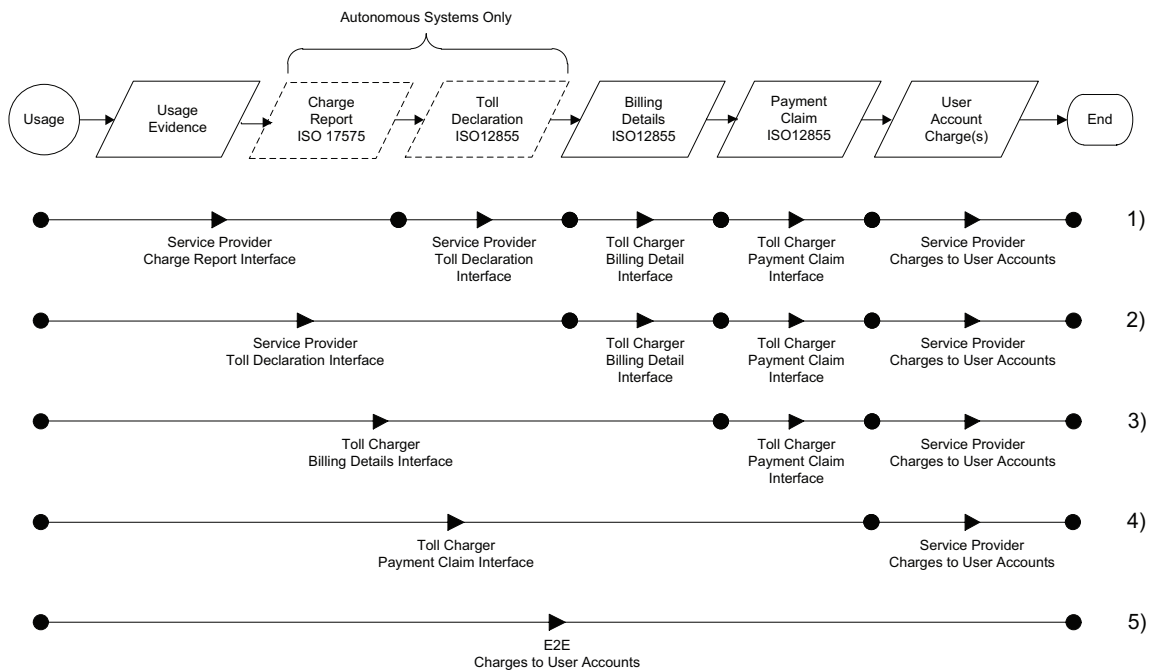 Autonomous Systems Only
Usage
Usage
Evidence
Charge
Report
ISO 17575
Toll
Declaration
ISO12855
Billing
Details
ISO12855
Payment
Claim
ISO12855
User
Account
Charge(s)
End
1)
Service Provider
Charge Report Interface
Service Provider
Toll Declaration
Interface
Toll Charger
Billing Detail
Interface
Toll Charger
Payment Claim
Interface
Service Provider
Charges to User Accounts
2)
Service Provider
Toll Declaration Interface
Toll Charger
Billing Detail
Interface
Toll Charger
Payment Claim
Interface
Service Provider
Charges to User Accounts
3)
Toll Charger
Billing Details Interface
Toll Charger
Payment Claim
Interface
Service Provider
Charges to User Accounts
4)
Toll Charger
Payment Claim Interface
Service Provider
Charges to User Accounts
5)
E2E
Charges to User Accounts